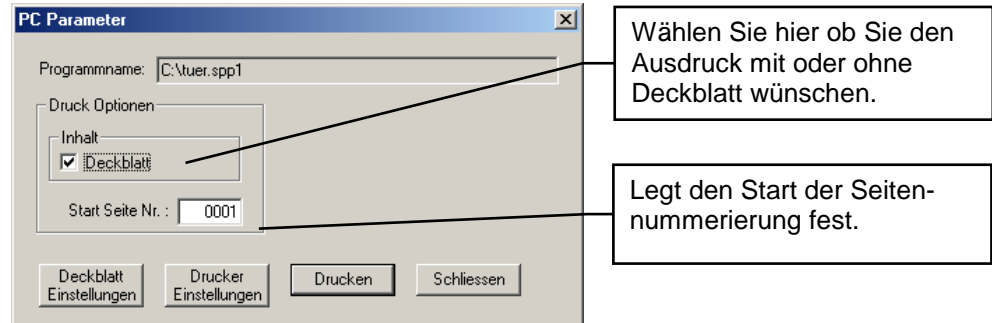 PC Parameter
Programmname: C:\tuer.spp1
Druck Optionen
Inhalt
Deckblatt
Start Seite Nr. : 0001
Deckblatt
Einstellungen
Drucker
Einstellungen
Drucken
Schliessen
Wählen Sie hier ob Sie den
Ausdruck mit oder ohne
Deckblatt wünschen.
Legt den Start der Seiten-
nummerierung fest.